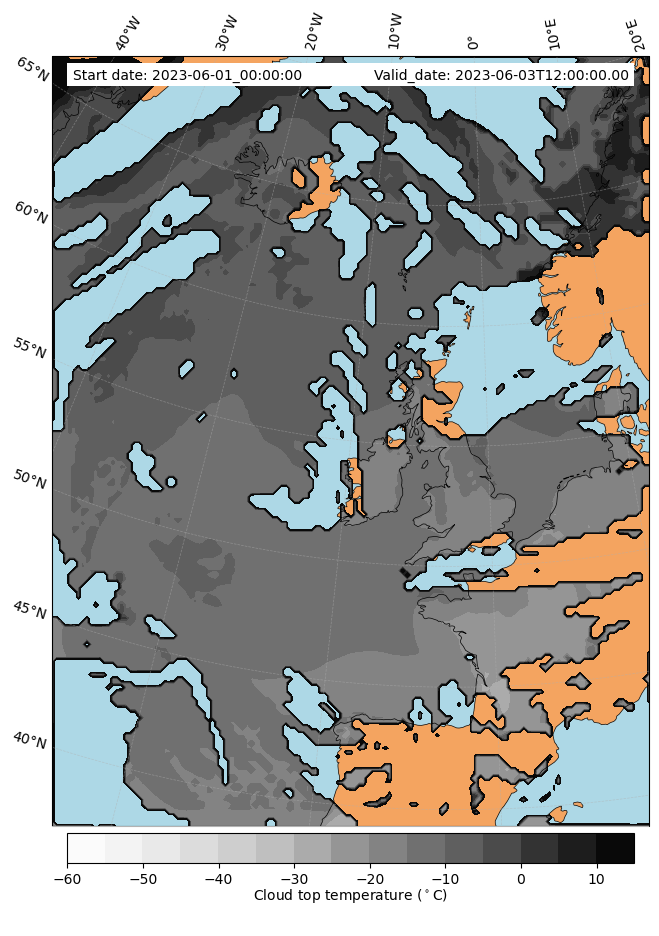 40°W 30°W 20°W 10°W 0° 10°E 20°E
65°N
Start date: 2023-06-01_00:00:00 Valid_date: 2023-06-03T12:00:00.00
60°N
55°N
50°N
45°N
40°N
−60 −50 −40 −30 −20 −10 0 10
Cloud top temperature (°C)